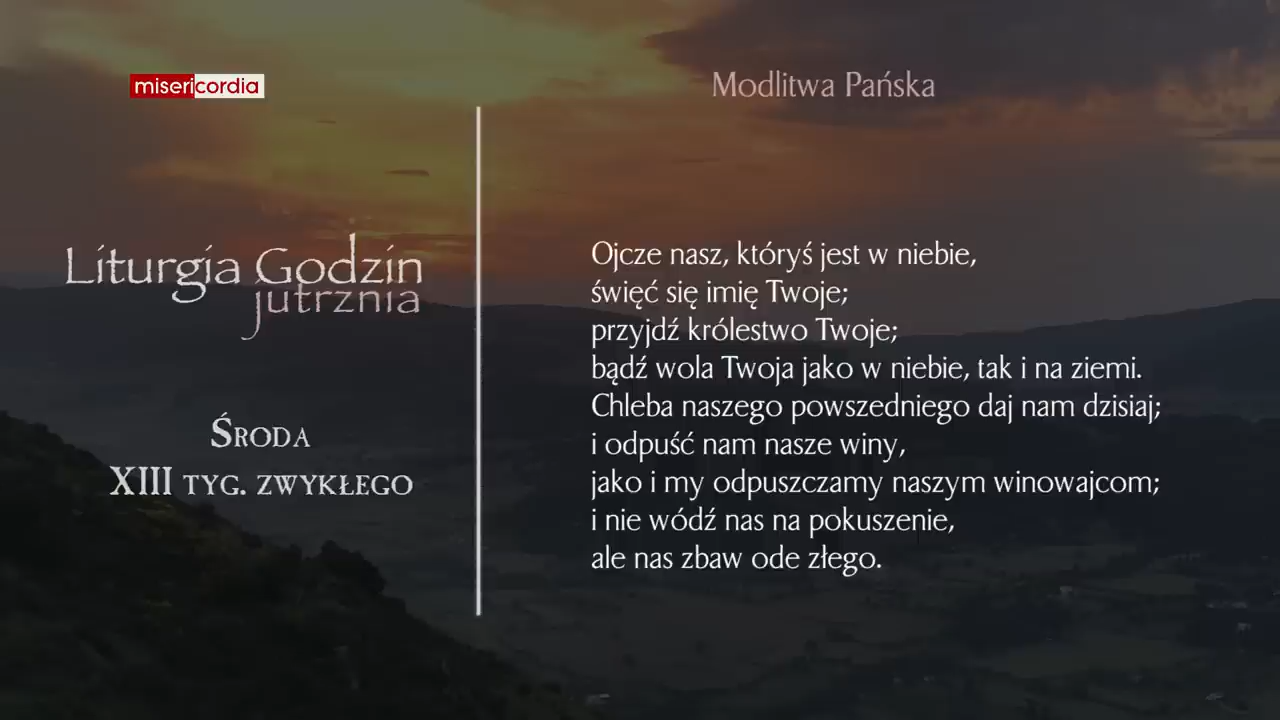 misericordia
Liturgia Godzin
jutrznia
Środa
XIII tyg. zwykłego
Modlitwa Pańska
Ojcze nasz, któryś jest w niebie,
święć się imię Twoje;
przyjdź królestwo Twoje;
bądź wola Twoja jako w niebie, tak i na ziemi.
Chleba naszego powszedniego daj nam dzisiaj;
i odpuść nam nasze winy,
jako i my odpuszczamy naszym winowajcom;
i nie wódź nas na pokuszenie,
ale nas zbaw ode złego.